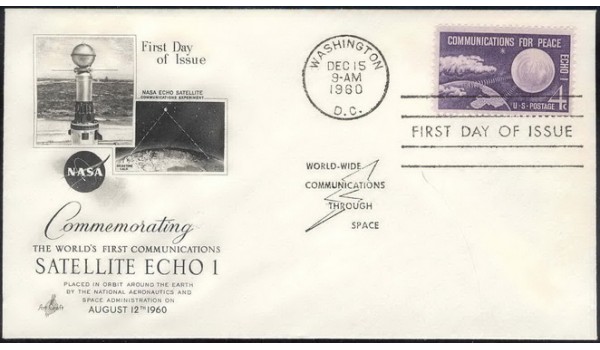 First Day
of Issue
NASA ECHO SATELLITE
COMMUNICATIONS EXPERIMENT
NASA
Commemorating
THE WORLD'S FIRST COMMUNICATIONS
SATELLITE ECHO 1
PLACED IN ORBIT AROUND THE EARTH
BY THE NATIONAL AERONAUTICS AND
SPACE ADMINISTRATION ON
AUGUST 12TH 1960
WASHINGTON
DEC 15
9-AM
1960
D.C.
COMMUNICATIONS FOR PEACE
ECHO I
U·S·POSTAGE 4¢
FIRST DAY OF ISSUE
WORLD-WIDE
COMMUNICATIONS
THROUGH
SPACE